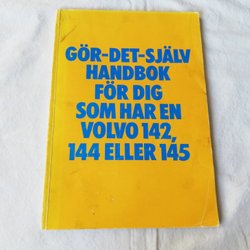 GÖR-DET-SJÄLV
HANDBOK
FÖR DIG
SOM HAR EN
VOLVO 142,
144 ELLER 145